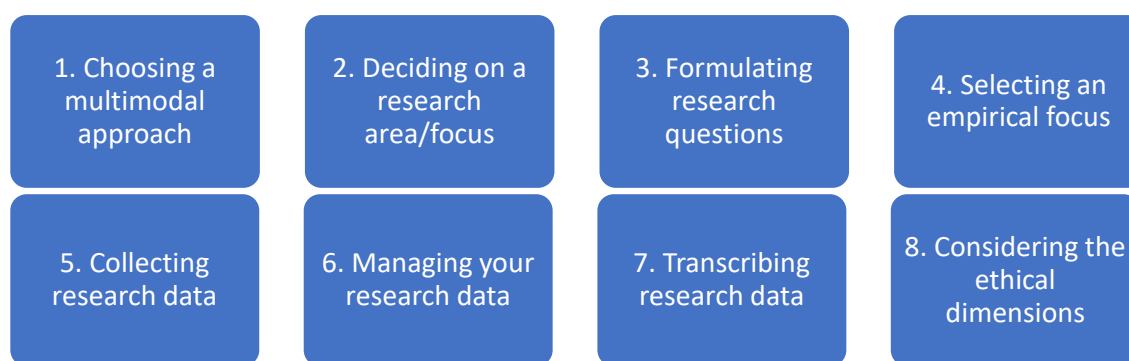 1. Choosing a
multimodal
approach
2. Deciding on a
research
area/focus
3. Formulating
research
questions
4. Selecting an
empirical focus
5. Collecting
research data
6. Managing your
research data
7. Transcribing
research data
8. Considering the
ethical
dimensions